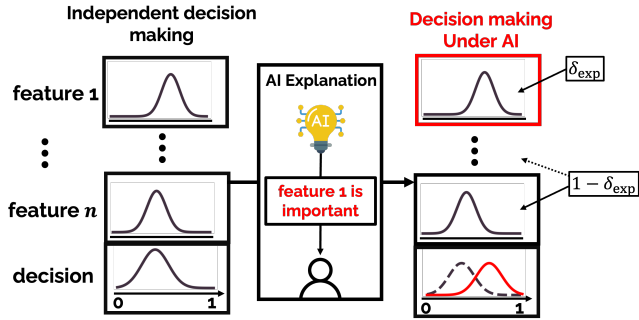 Independent decision
making
Decision making
Under AI
feature 1
AI Explanation
AI
δexp
feature 1 is
important
feature n
1 − δexp
decision
0 1
0 1